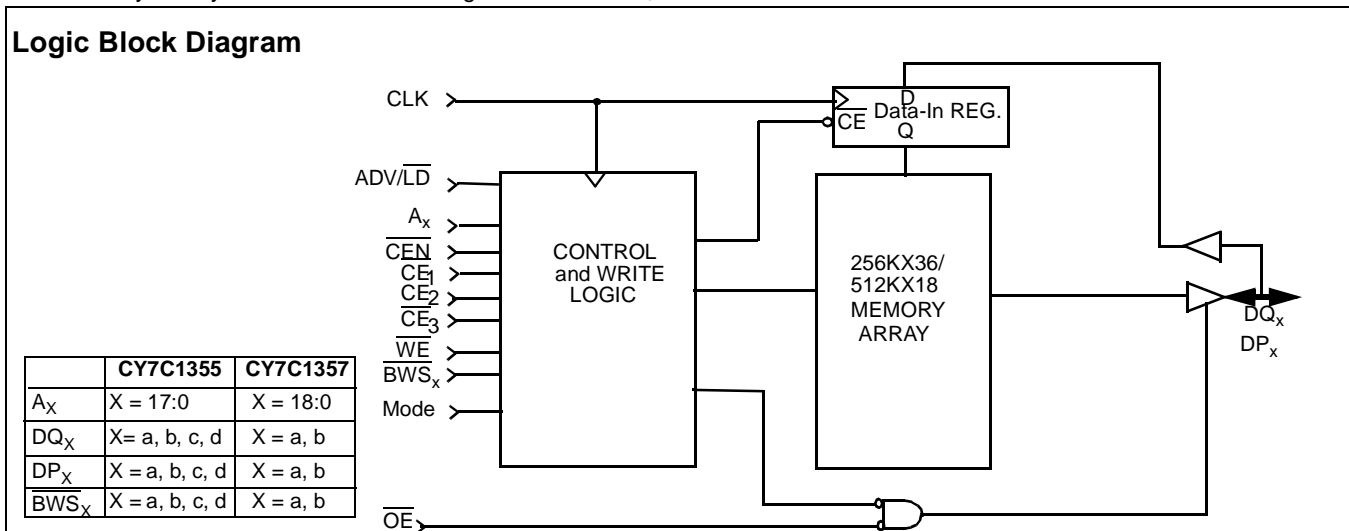 Logic Block Diagram
CLK
D
CE Data-In REG.
Q
ADV/LD
Ax
CEN
CE1
CE2
CE3
WE
BWSx
Mode
CONTROL
and WRITE
LOGIC
256KX36/
512KX18
MEMORY
ARRAY
DQx
DPx
CY7C1355 CY7C1357
AX X = 17:0 X = 18:0
DQX X= a, b, c, d X = a, b
DPX X = a, b, c, d X = a, b
BWSX X = a, b, c, d X = a, b
OE